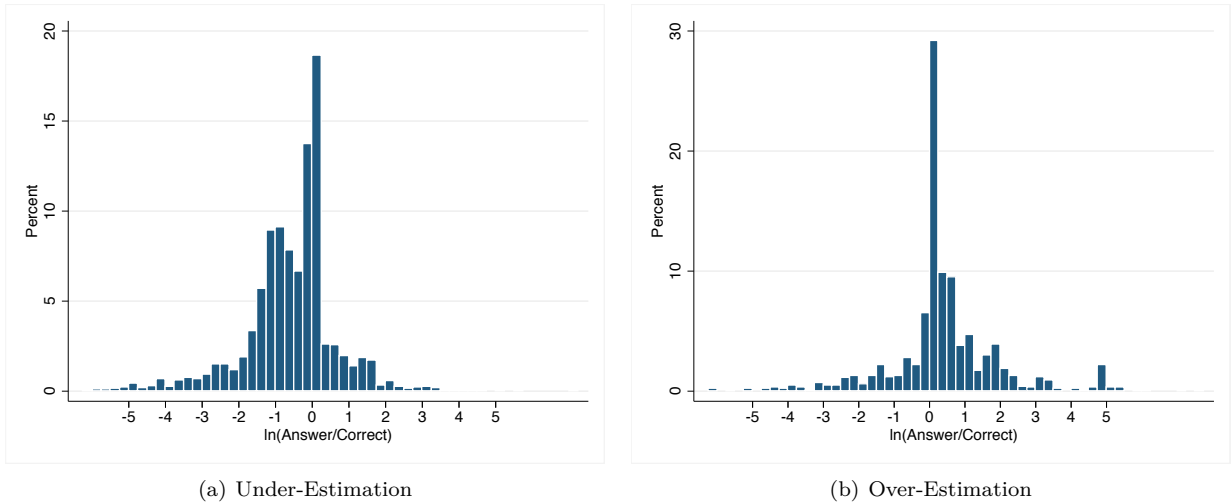 20
15
10
5
0
Percent
-5 -4 -3 -2 -1 0 1 2 3 4 5
ln(Answer/Correct)
(a) Under-Estimation
30
20
10
0
Percent
-5 -4 -3 -2 -1 0 1 2 3 4 5
ln(Answer/Correct)
(b) Over-Estimation